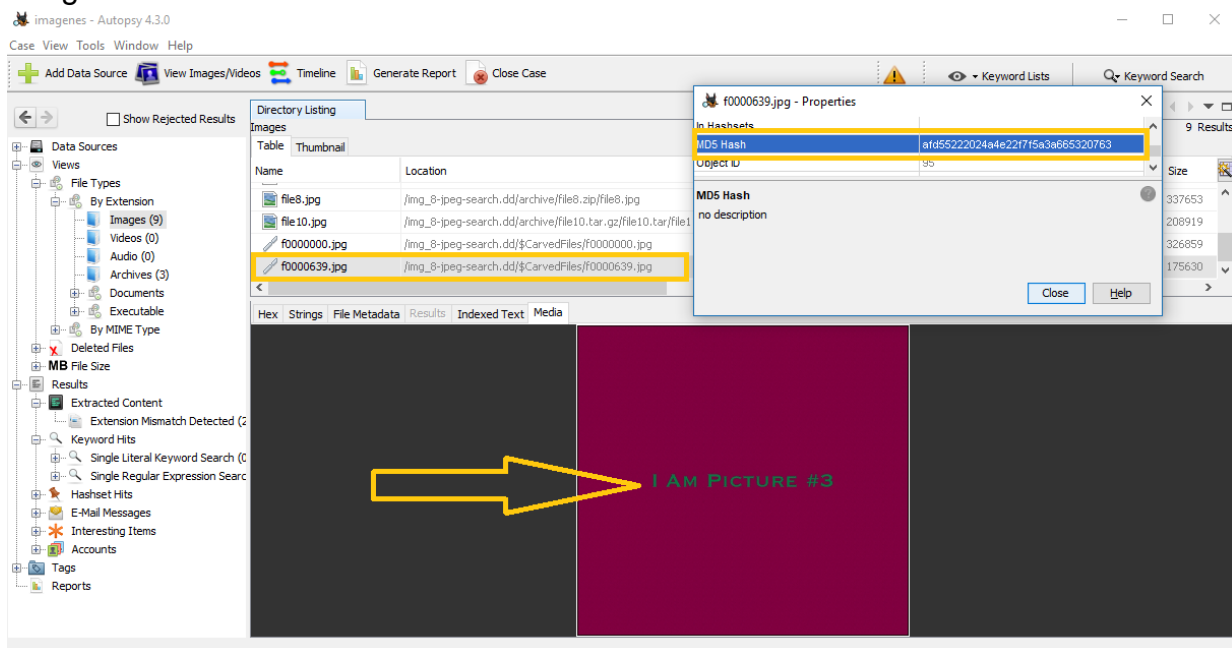 imagenes - Autopsy 4.3.0
Case View Tools Window Help
Add Data Source View Images/Videos Timeline Generate Report Close Case Keyword Lists Keyword Search
Show Rejected Results
Data Sources
Views
File Types
By Extension
Images (9)
Videos (0)
Audio (0)
Archives (3)
Documents
Executable
By MIME Type
Deleted Files
MB File Size
Results
Extracted Content
Extension Mismatch Detected (2
Keyword Hits
Single Literal Keyword Search (0
Single Regular Expression Searc
Hashset Hits
E-Mail Messages
Interesting Items
Accounts
Tags
Reports
Directory Listing
Images
9 Results
Table Thumbnail
Name Location Size
file8.jpg /img_8-jpeg-search.dd/archive/file8.zip/file8.jpg 337653
file10.jpg /img_8-jpeg-search.dd/archive/file10.tar.gz/file10.tar/file1 208919
f0000000.jpg /img_8-jpeg-search.dd/$CarvedFiles/f0000000.jpg 326859
f0000639.jpg /img_8-jpeg-search.dd/$CarvedFiles/f0000639.jpg 175630
f0000639.jpg - Properties
In Hashsets
MD5 Hash afd55222024a4e22f7f5a3a665320763
Object ID 95
MD5 Hash
no description
Close Help
Hex Strings File Metadata Results Indexed Text Media
I Am Picture #3